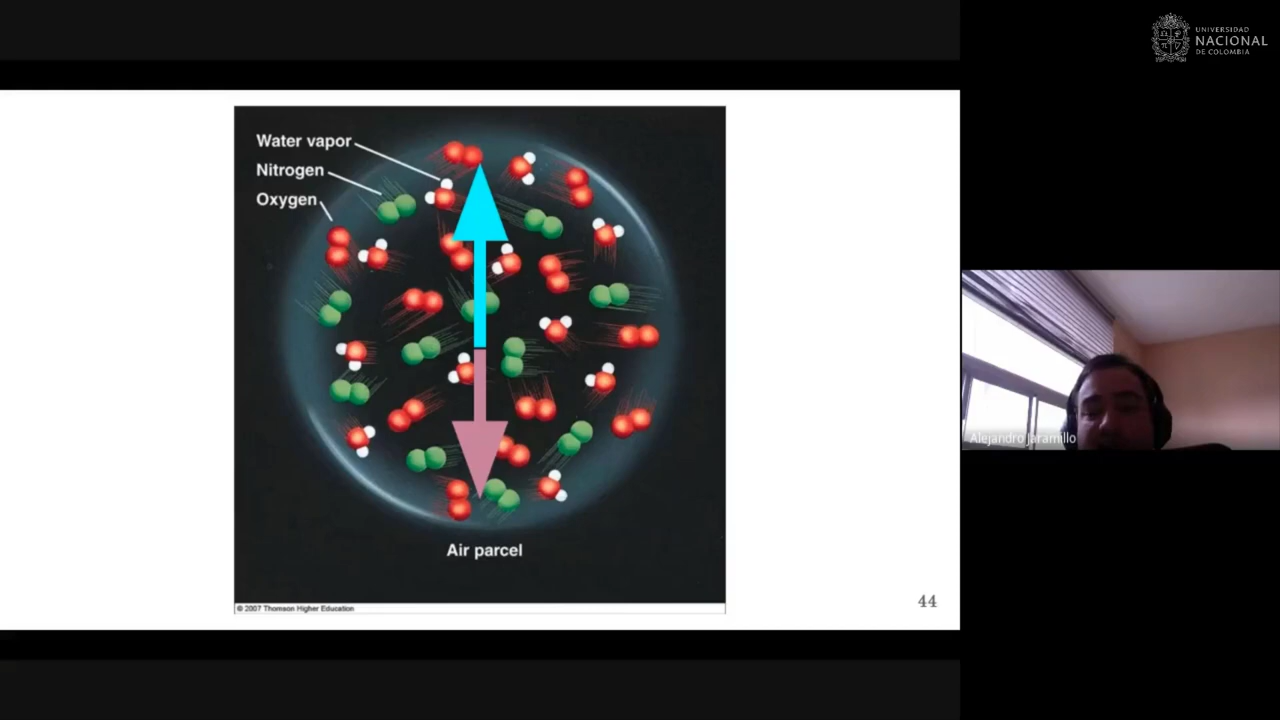 UNIVERSIDAD
NACIONAL
DE COLOMBIA
Water vapor
Nitrogen
Oxygen
Air parcel
© 2007 Thomson Higher Education
44
Alejandro Jaramillo